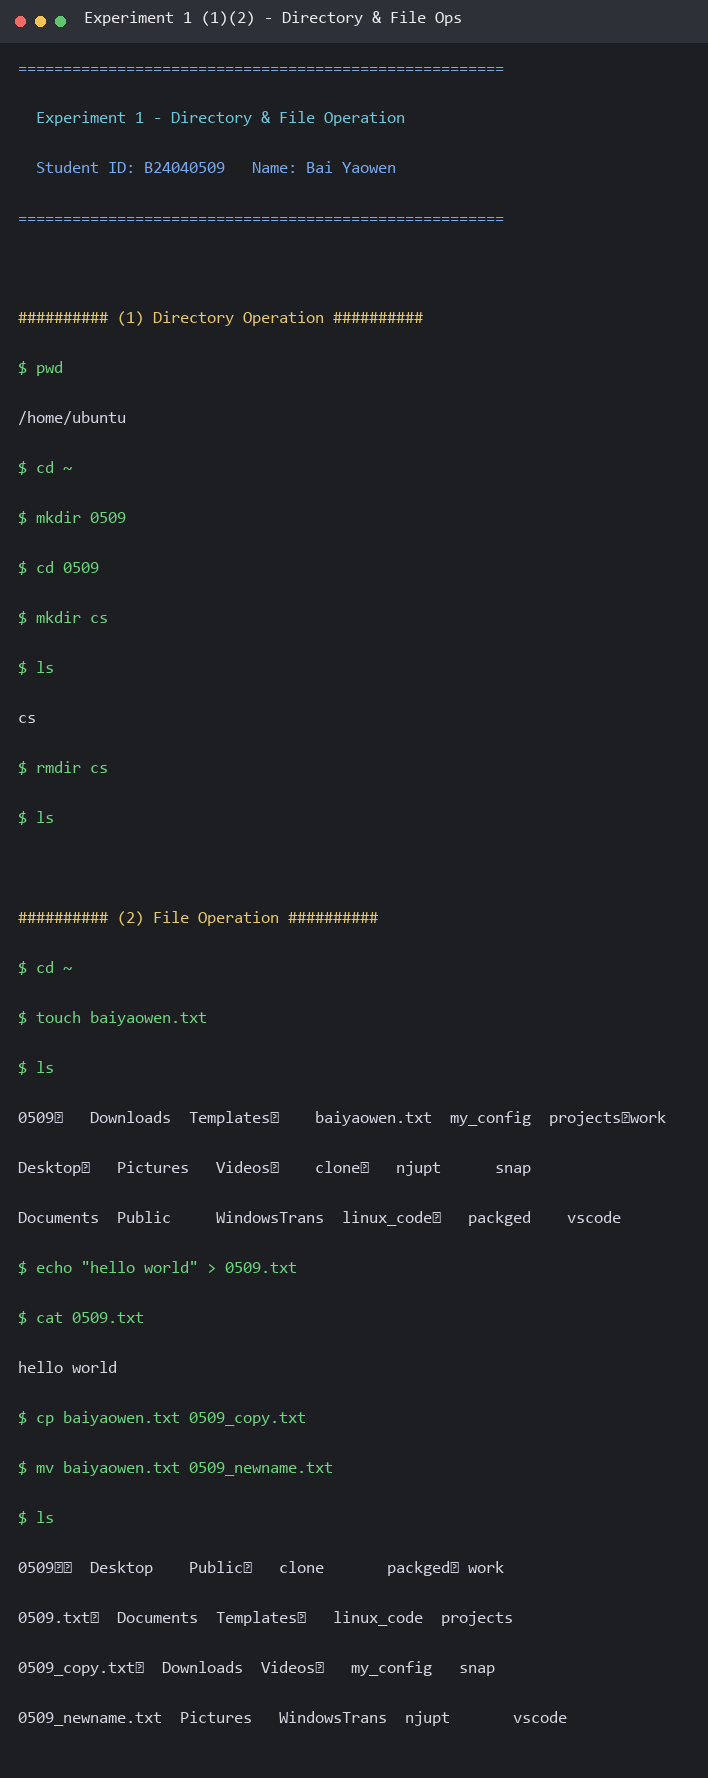 Experiment 1 (1)(2) - Directory & File Ops
======================================================
Experiment 1 - Directory & File Operation
Student ID: B24040509   Name: Bai Yaowen
======================================================
########## (1) Directory Operation ##########
$ pwd
/home/ubuntu
$ cd ~
$ mkdir 0509
$ cd 0509
$ mkdir cs
$ ls
cs
$ rmdir cs
$ ls
########## (2) File Operation ##########
$ cd ~
$ touch baiyaowen.txt
$ ls
0509   Downloads  Templates    baiyaowen.txt  my_config  projects work
Desktop   Pictures   Videos    clone   njupt      snap
Documents  Public     WindowsTrans  linux_code   packged    vscode
$ echo "hello world" > 0509.txt
$ cat 0509.txt
hello world
$ cp baiyaowen.txt 0509_copy.txt
$ mv baiyaowen.txt 0509_newname.txt
$ ls
0509  Desktop    Public   clone       packged work
0509.txt  Documents  Templates   linux_code  projects
0509_copy.txt  Downloads  Videos   my_config   snap
0509_newname.txt  Pictures   WindowsTrans  njupt       vscode